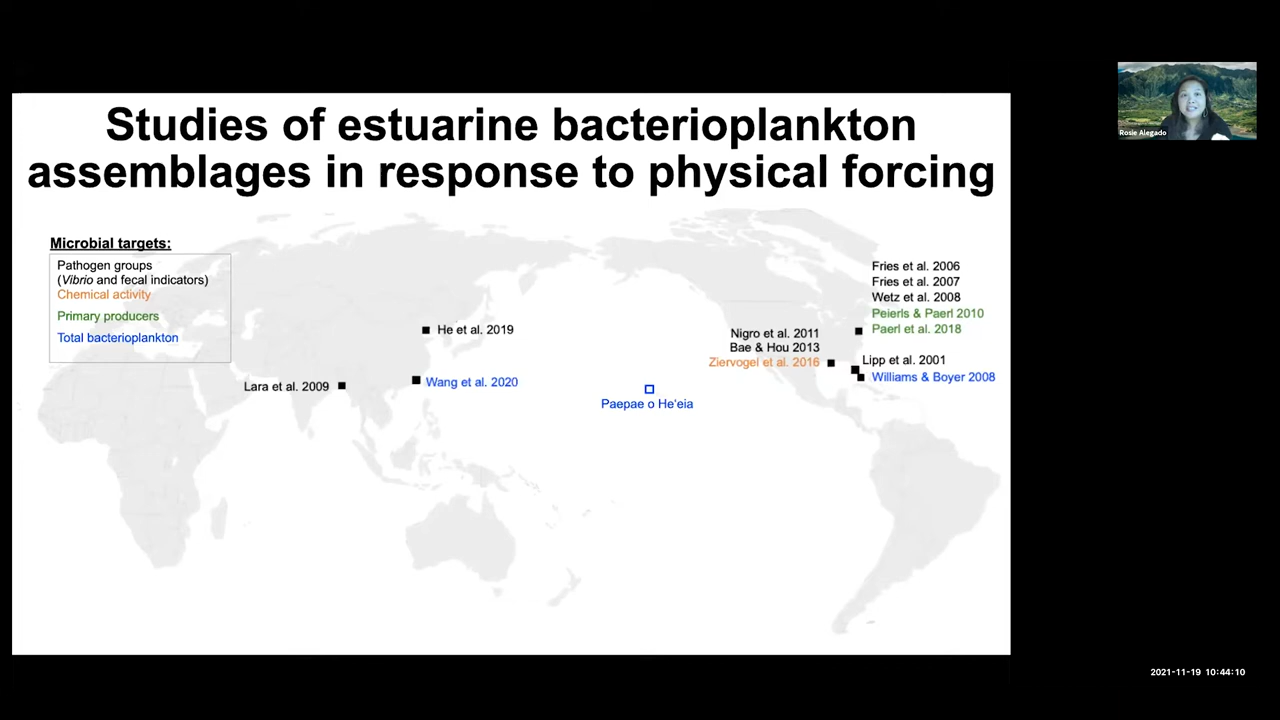 Studies of estuarine bacterioplankton
assemblages in response to physical forcing
Rosie Alegado
Microbial targets:
Pathogen groups
(Vibrio and fecal indicators)
Chemical activity
Primary producers
Total bacterioplankton
He et al. 2019
Lara et al. 2009
Wang et al. 2020
Paepae o Heʻeia
Nigro et al. 2011
Bae & Hou 2013
Ziervogel et al. 2016
Fries et al. 2006
Fries et al. 2007
Wetz et al. 2008
Peierls & Paerl 2010
Paerl et al. 2018
Lipp et al. 2001
Williams & Boyer 2008
2021-11-19 10:44:10